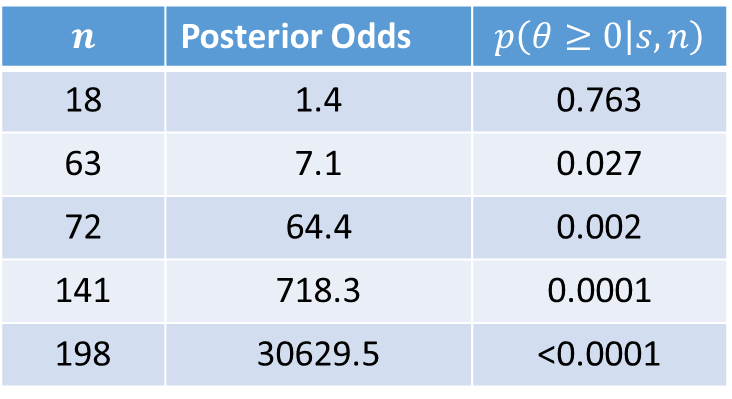 n Posterior Odds p(θ ≥ 0|s, n)
18 1.4 0.763
63 7.1 0.027
72 64.4 0.002
141 718.3 0.0001
198 30629.5 <0.0001